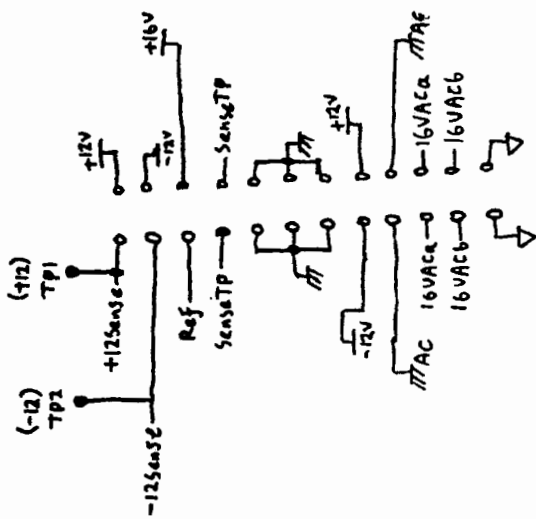 (+12)
TP1
+12Sense
(-12)
TP2
-12Sense
Ref
SenseTP
-12V
AC
16VACa
16VACb
+12V
-12V
+16V
SenseTP
+12V
AC
16VACa
16VACb